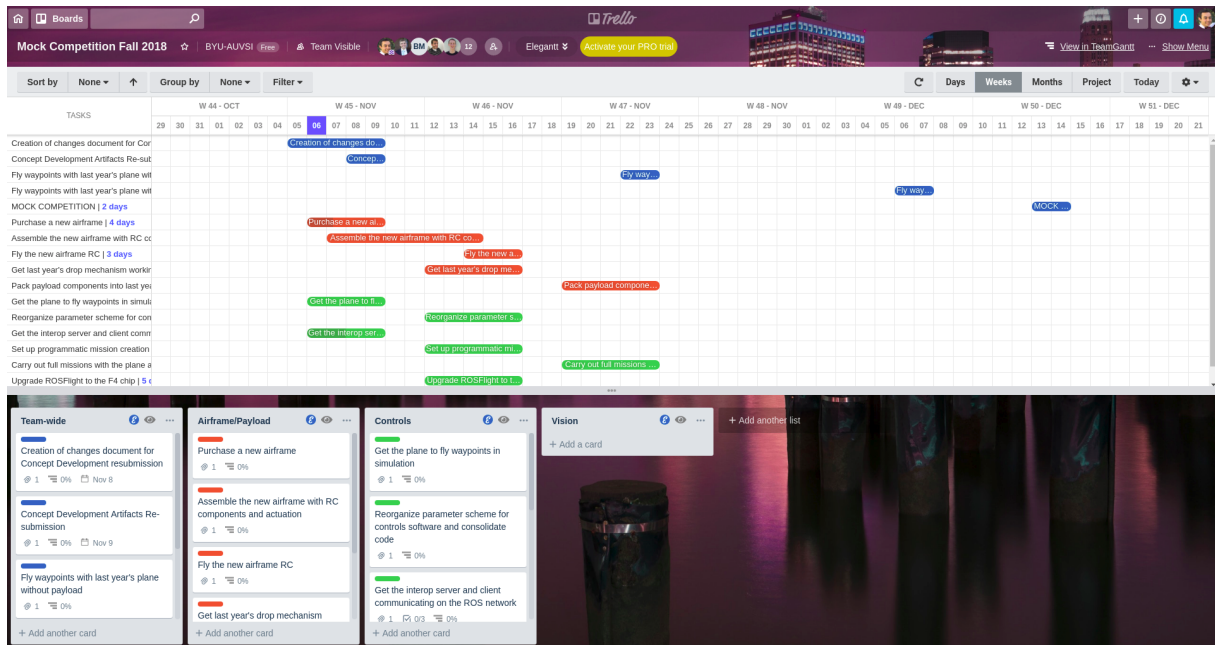 Boards
Trello
Mock Competition Fall 2018 ☆ BYU-AUVSI Free Team Visible BM 12 Elegantt Activate your PRO trial View in TeamGantt ··· Show Menu
Sort by None Group by None Filter Days Weeks Months Project Today
TASKS
W 44 - OCT W 45 - NOV W 46 - NOV W 47 - NOV W 48 - NOV W 49 - DEC W 50 - DEC W 51 - DEC
29 30 31 01 02 03 04 05 06 07 08 09 10 11 12 13 14 15 16 17 18 19 20 21 22 23 24 25 26 27 28 29 30 01 02 03 04 05 06 07 08 09 10 11 12 13 14 15 16 17 18 19 20 21
Creation of changes document for Cor Creation of changes do...
Concept Development Artifacts Re-sub Concep...
Fly waypoints with last year's plane wit Fly way...
Fly waypoints with last year's plane wit Fly way...
MOCK COMPETITION | 2 days MOCK ...
Purchase a new airframe | 4 days Purchase a new ai...
Assemble the new airframe with RC cc Assemble the new airframe with RC co...
Fly the new airframe RC | 3 days Fly the new a...
Get last year's drop mechanism workin Get last year's drop me...
Pack payload components into last yea Pack payload compone...
Get the plane to fly waypoints in simula Get the plane to fl...
Reorganize parameter scheme for con Reorganize parameter s...
Get the interop server and client comm Get the interop ser...
Set up programmatic mission creation Set up programmatic mi...
Carry out full missions with the plane a Carry out full missions ...
Upgrade ROSFlight to the F4 chip | 5 d Upgrade ROSFlight to t...
Team-wide
Creation of changes document for
Concept Development resubmission
1 0% Nov 8
Concept Development Artifacts Re-
submission
1 0% Nov 9
Fly waypoints with last year's plane
without payload
1 0%
+ Add another card
Airframe/Payload
Purchase a new airframe
1 0%
Assemble the new airframe with RC
components and actuation
1 0%
Fly the new airframe RC
1 0%
Get last year's drop mechanism
+ Add another card
Controls
Get the plane to fly waypoints in
simulation
1 0%
Reorganize parameter scheme for
controls software and consolidate
code
1 0%
Get the interop server and client
communicating on the ROS network
1 0/3 0%
+ Add another card
Vision
+ Add a card
+ Add another list